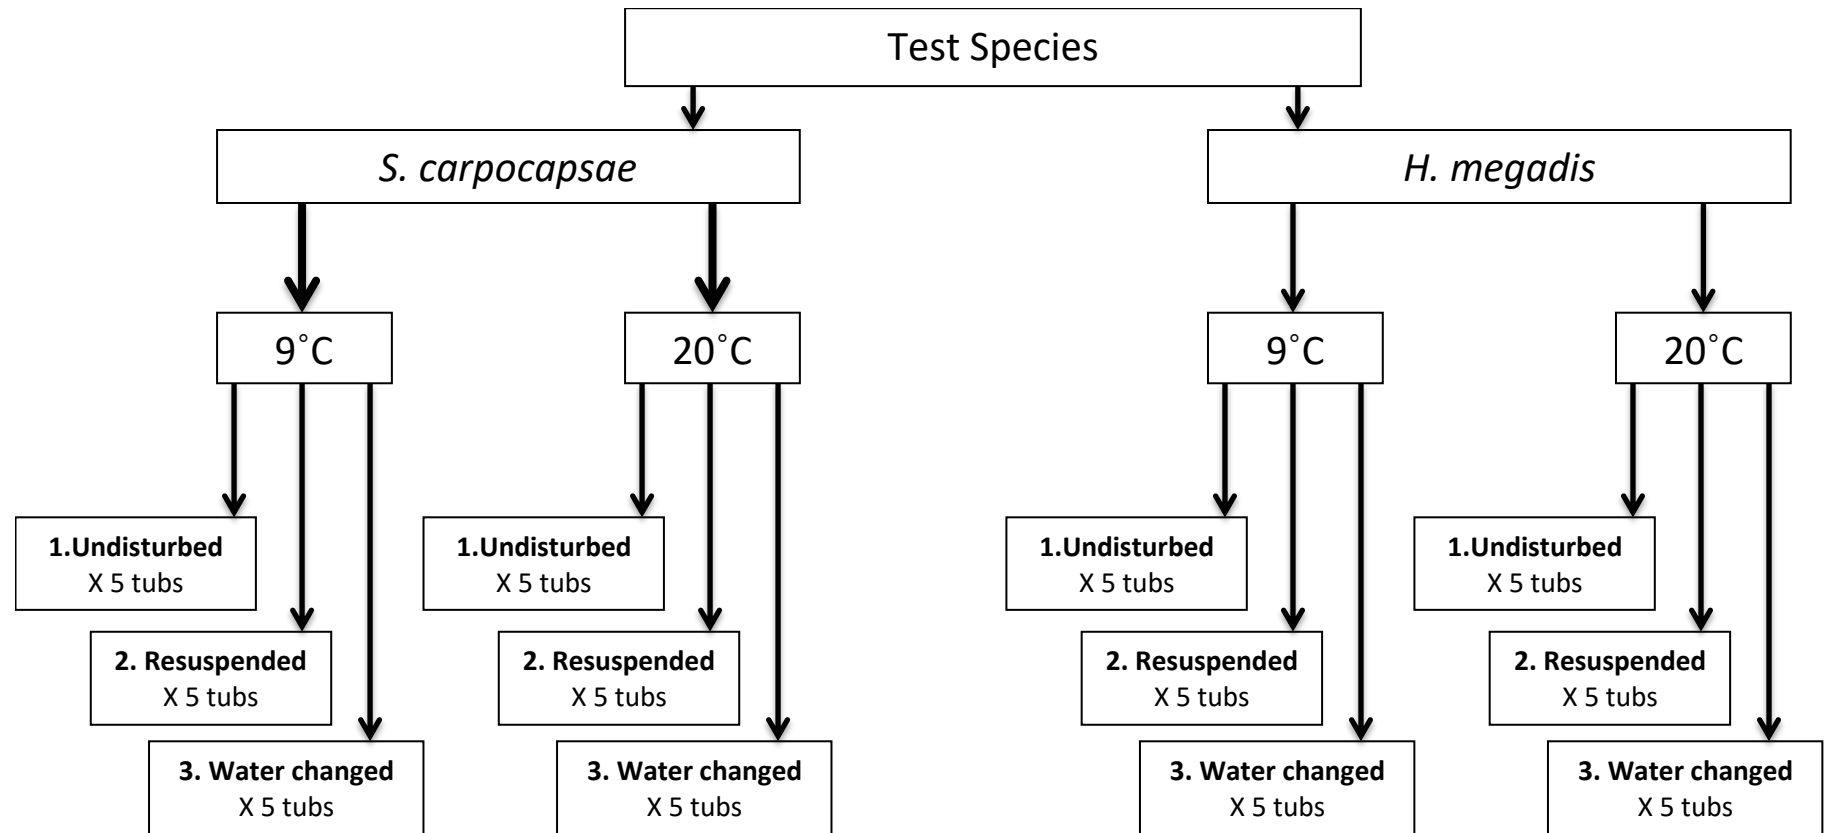 Test Species
S. carpocapsae
H. megadis
9˚C
20˚C
9˚C
20˚C
1.Undisturbed
X 5 tubs
1.Undisturbed
X 5 tubs
1.Undisturbed
X 5 tubs
1.Undisturbed
X 5 tubs
2. Resuspended
X 5 tubs
2. Resuspended
X 5 tubs
2. Resuspended
X 5 tubs
2. Resuspended
X 5 tubs
3. Water changed
X 5 tubs
3. Water changed
X 5 tubs
3. Water changed
X 5 tubs
3. Water changed
X 5 tubs